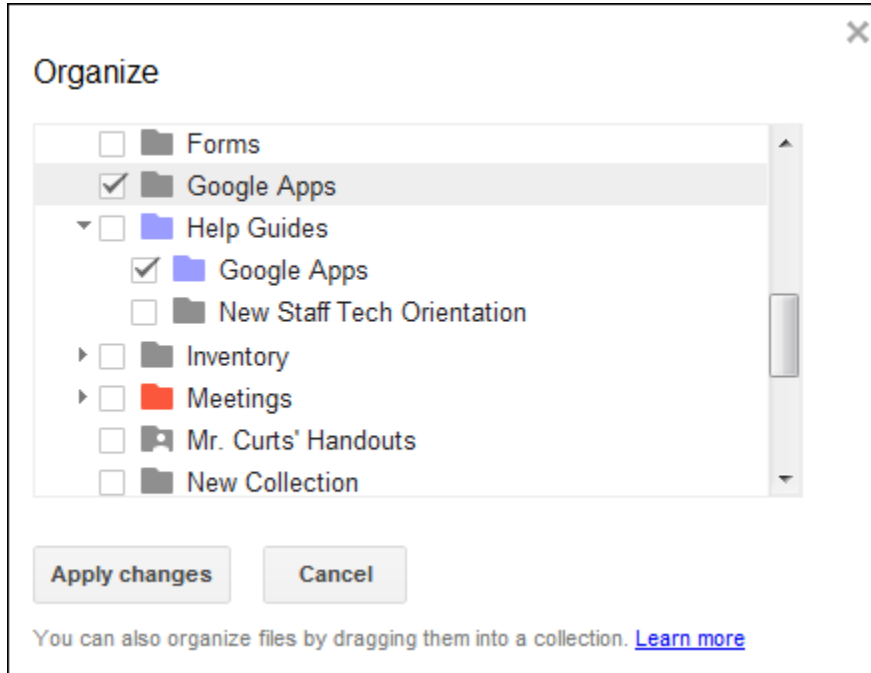 Organize
Forms
Google Apps
Help Guides
Google Apps
New Staff Tech Orientation
Inventory
Meetings
Mr. Curts' Handouts
New Collection
Apply changes Cancel
You can also organize files by dragging them into a collection. Learn more